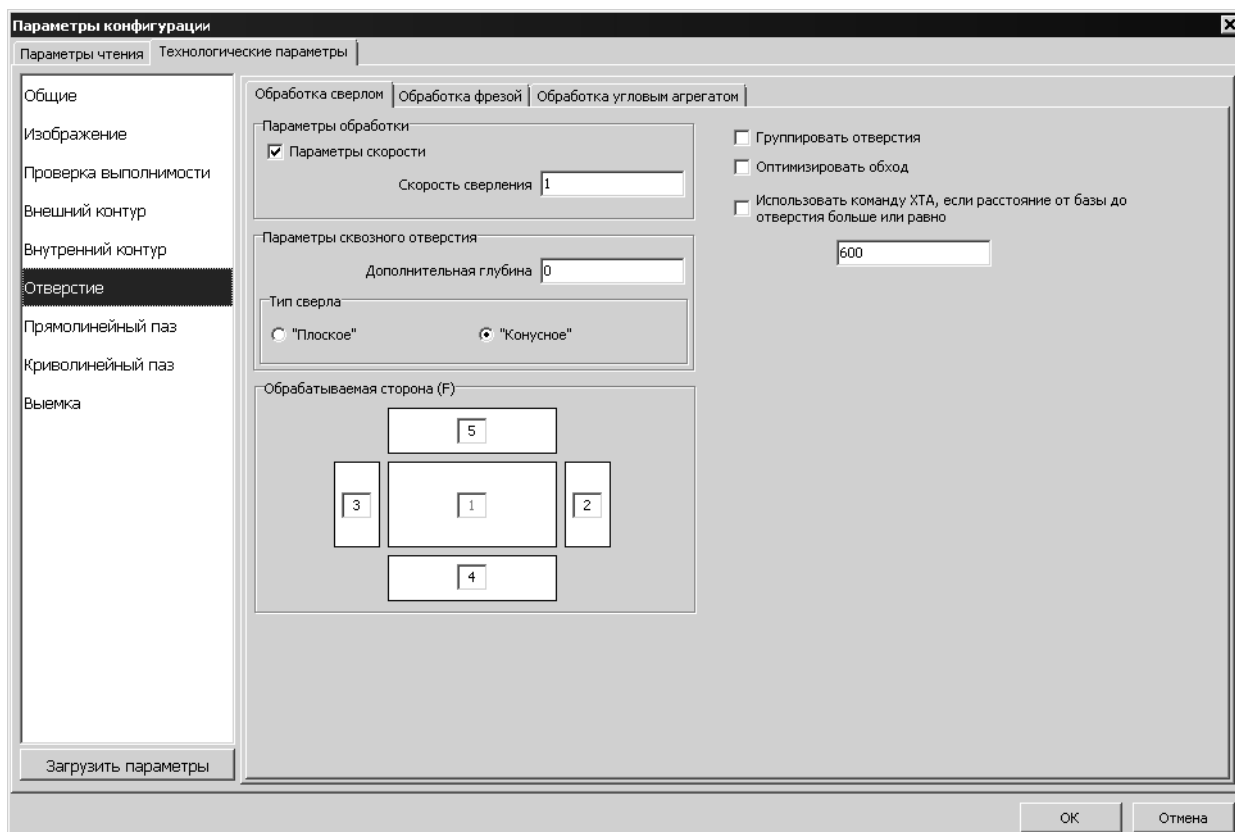 Параметры конфигурации
Параметры чтения
Технологические параметры
Общие
Изображение
Проверка выполнимости
Внешний контур
Внутренний контур
Отверстие
Прямолинейный паз
Криволинейный паз
Выемка
Загрузить параметры
Обработка сверлом
Обработка фрезой
Обработка угловым агрегатом
Параметры обработки
Параметры скорости
Скорость сверления
1
Параметры сквозного отверстия
Дополнительная глубина
0
Тип сверла
"Плоское"
"Конусное"
Обрабатываемая сторона (F)
5
3
1
2
4
Группировать отверстия
Оптимизировать обход
Использовать команду XTA, если расстояние от базы до
отверстия больше или равно
600
OK
Отмена